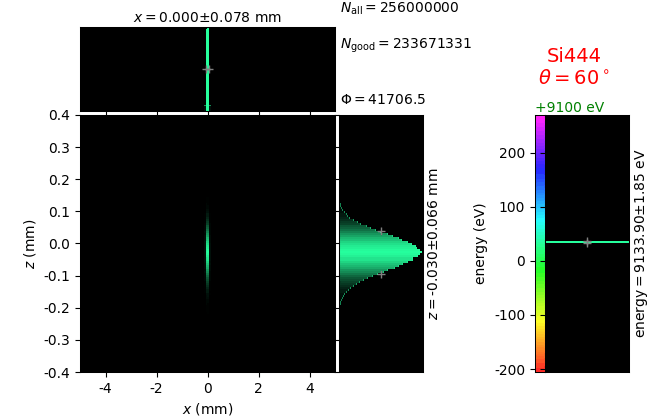 x = 0.000±0.078 mm
N_all = 256000000
N_good = 233671331
Φ = 41706.5
Si444
θ = 60°
+9100 eV
0.4
0.3
0.2
0.1
0.0
-0.1
-0.2
-0.3
-0.4
z (mm)
-4
-2
0
2
4
x (mm)
z = -0.030±0.066 mm
200
100
0
-100
-200
energy (eV)
energy = 9133.90±1.85 eV